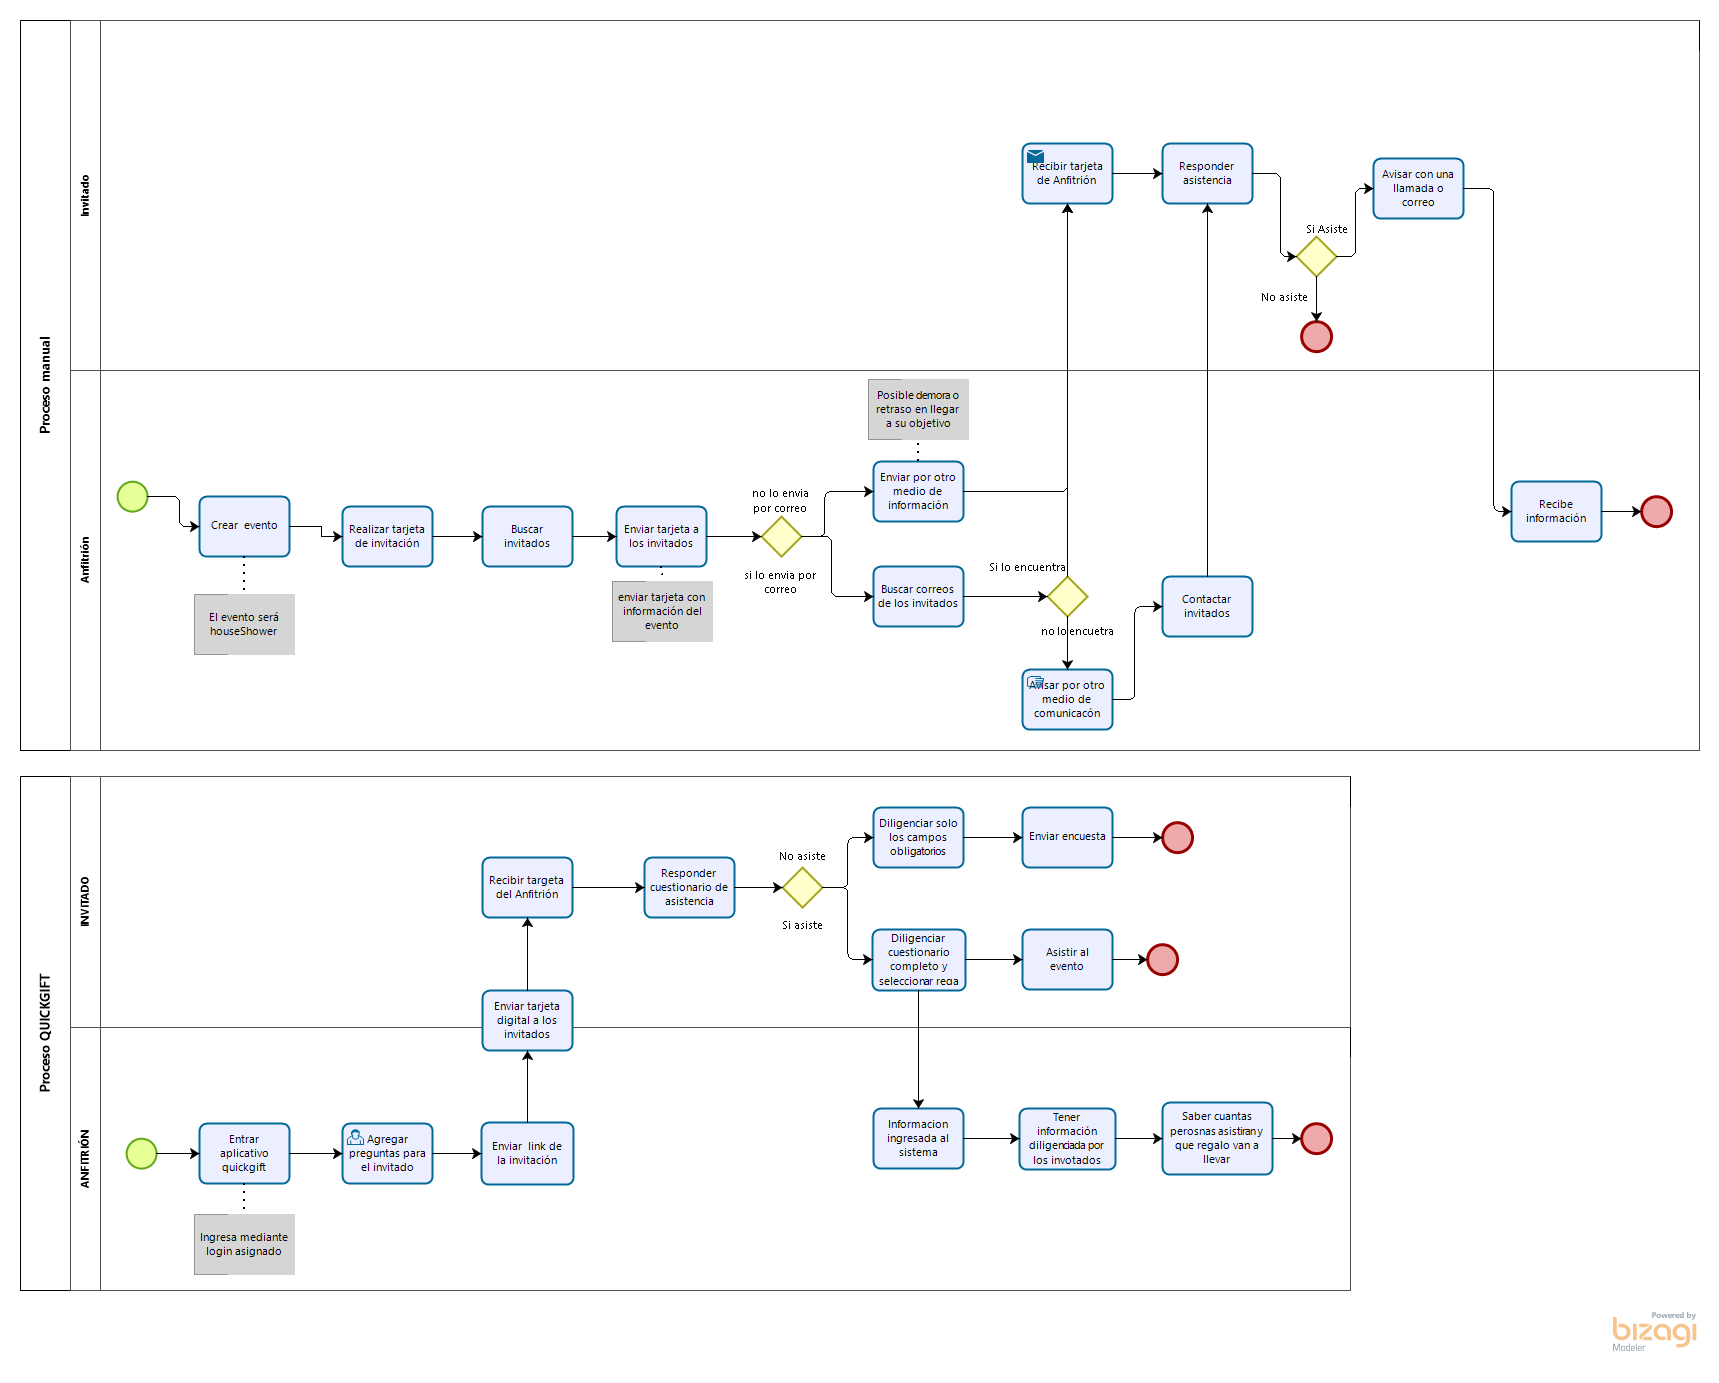 Proceso manual
Invitado
Recibir tarjeta
de Anfitrión
Responder
asistencia
Avisar con una
llamada o
correo
Si Asiste
No asiste
Anfitrión
Posible demora o
retraso en llegar
a su objetivo
Crear evento
Realizar tarjeta
de invitación
Buscar
invitados
Enviar tarjeta a
los invitados
no lo envia
por correo
si lo envia por
correo
Enviar por otro
medio de
información
Buscar correos
de los invitados
Si lo encuentra
no lo encuetra
Avisar por otro
medio de
comunicacón
Contactar
invitados
Recibe
información
El evento será
houseShower
enviar tarjeta con
información del
evento
Proceso QUICKGIFT
INVITADO
Recibir targeta
del Anfitrión
Responder
cuestionario de
asistencia
No asiste
Si asiste
Diligenciar solo
los campos
obligatorios
Enviar encuesta
Diligenciar
cuestionario
completo y
seleccionar rega
Asistir al
evento
Enviar tarjeta
digital a los
invitados
ANFITRIÓN
Entrar
aplicativo
quickgift
Agregar
preguntas para
el invitado
Enviar link de
la invitación
Informacion
ingresada al
sistema
Tener
información
diligenciada por
los invotados
Saber cuantas
perosnas asistiran y
que regalo van a
llevar
Ingresa mediante
login asignado
Powered by
bizagi
Modeler